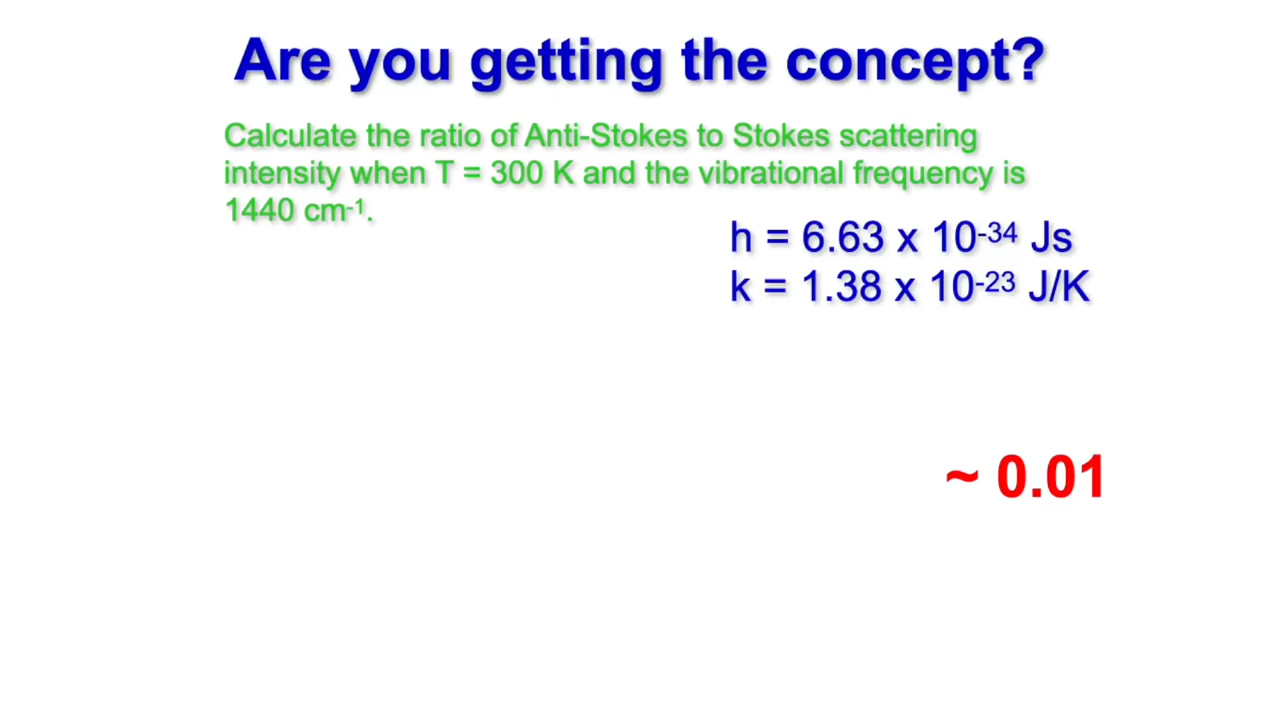 Are you getting the concept?
Calculate the ratio of Anti-Stokes to Stokes scattering
intensity when T = 300 K and the vibrational frequency is
1440 cm⁻¹.
h = 6.63 x 10⁻³⁴ Js
k = 1.38 x 10⁻²³ J/K
~ 0.01